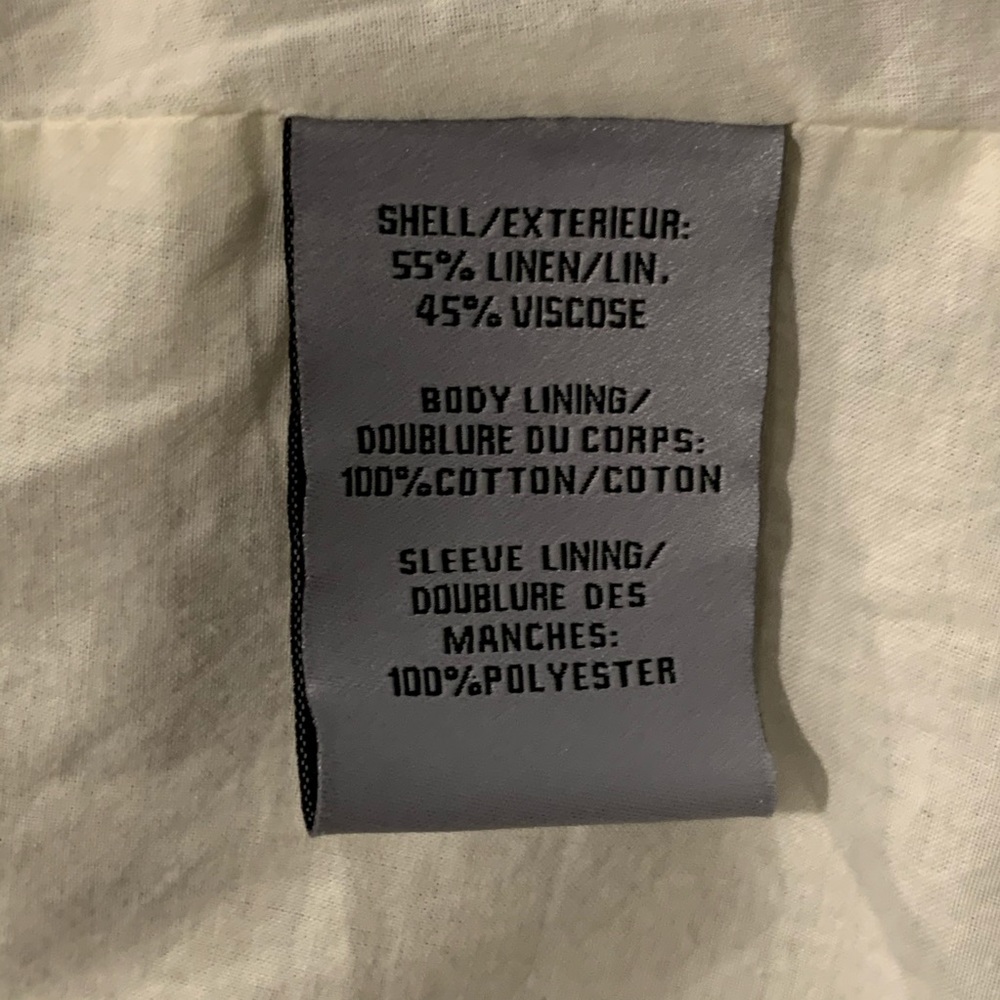 SHELL/EXTERIEUR:
55% LINEN/LIN,
45% VISCOSE
BODY LINING/
DOUBLURE DU CORPS:
100%COTTON/COTON
SLEEVE LINING/
DOUBLURE DES
MANCHES:
100%POLYESTER